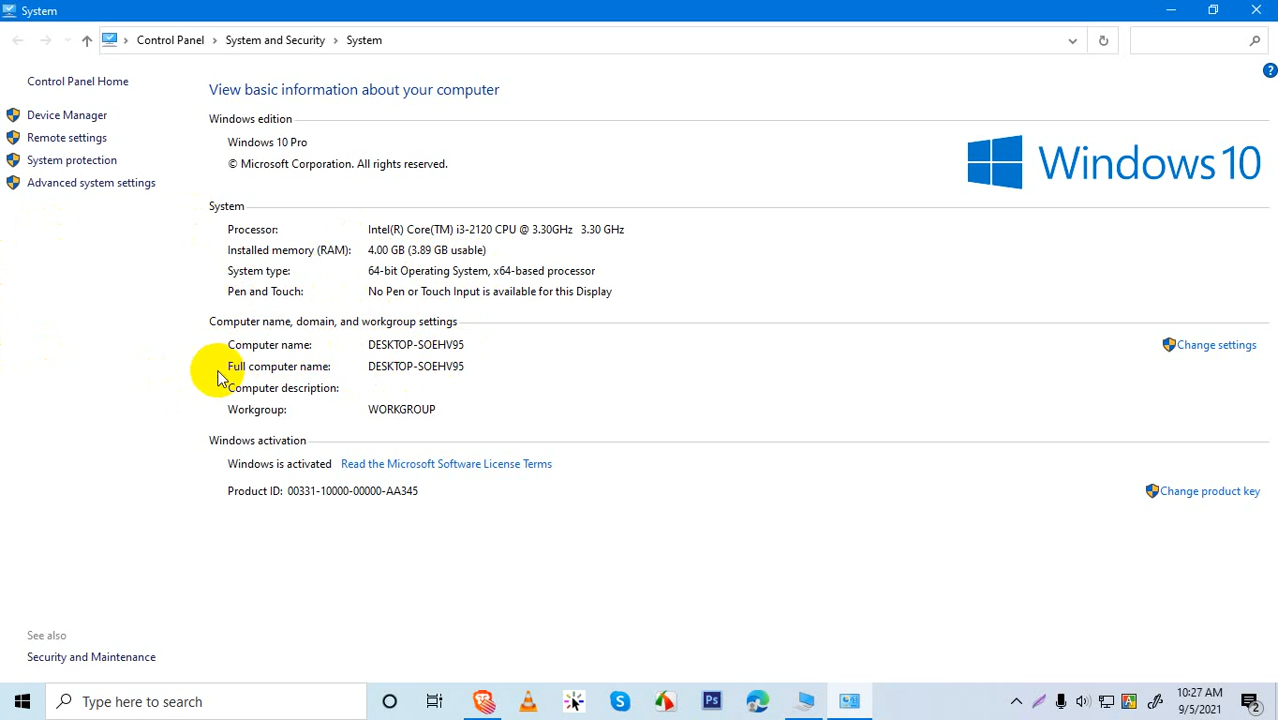 System
Control Panel > System and Security > System
Control Panel Home
Device Manager
Remote settings
System protection
Advanced system settings
View basic information about your computer
Windows edition
Windows 10 Pro
© Microsoft Corporation. All rights reserved.
Windows 10
System
Processor: Intel(R) Core(TM) i3-2120 CPU @ 3.30GHz 3.30 GHz
Installed memory (RAM): 4.00 GB (3.89 GB usable)
System type: 64-bit Operating System, x64-based processor
Pen and Touch: No Pen or Touch Input is available for this Display
Computer name, domain, and workgroup settings
Computer name: DESKTOP-SOEHV95 Change settings
Full computer name: DESKTOP-SOEHV95
Computer description:
Workgroup: WORKGROUP
Windows activation
Windows is activated Read the Microsoft Software License Terms
Product ID: 00331-10000-00000-AA345 Change product key
See also
Security and Maintenance
Type here to search
Ps
A
10:27 AM
9/5/2021
2